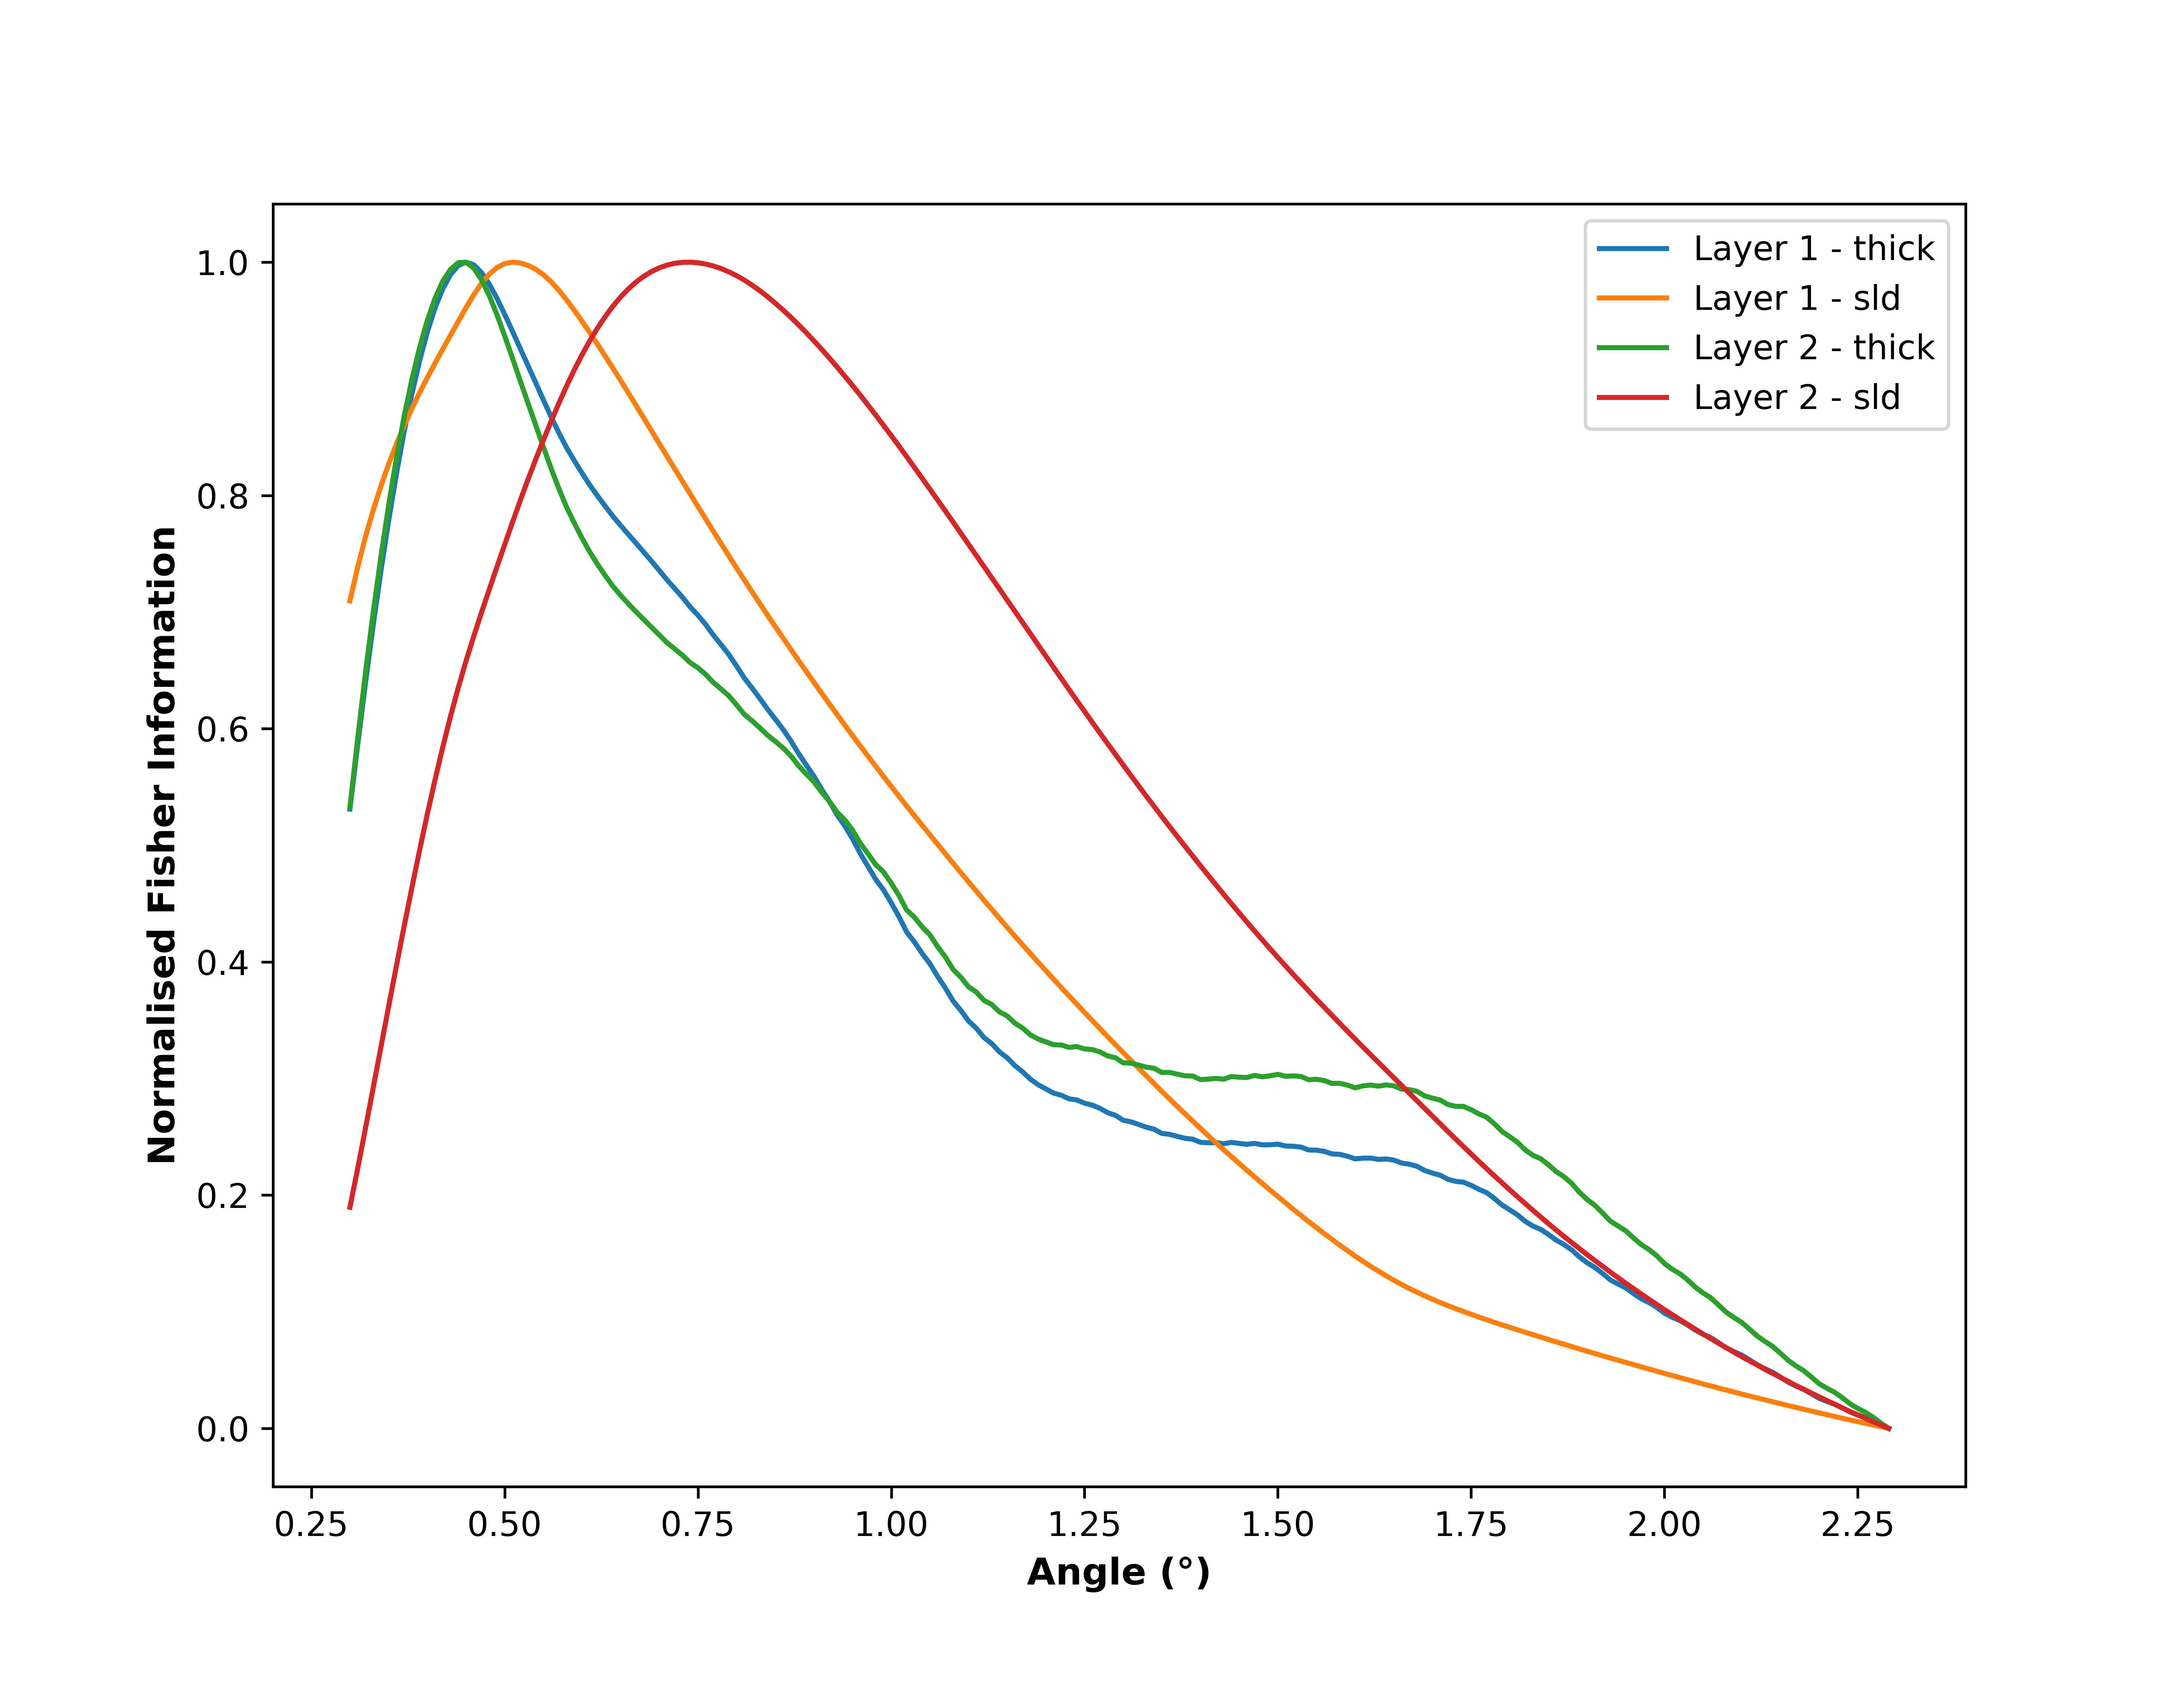 Layer 1 - thick
Layer 1 - sld
Layer 2 - thick
Layer 2 - sld
Normalised Fisher Information
1.0
0.8
0.6
0.4
0.2
0.0
0.25 0.50 0.75 1.00 1.25 1.50 1.75 2.00 2.25
Angle (°)